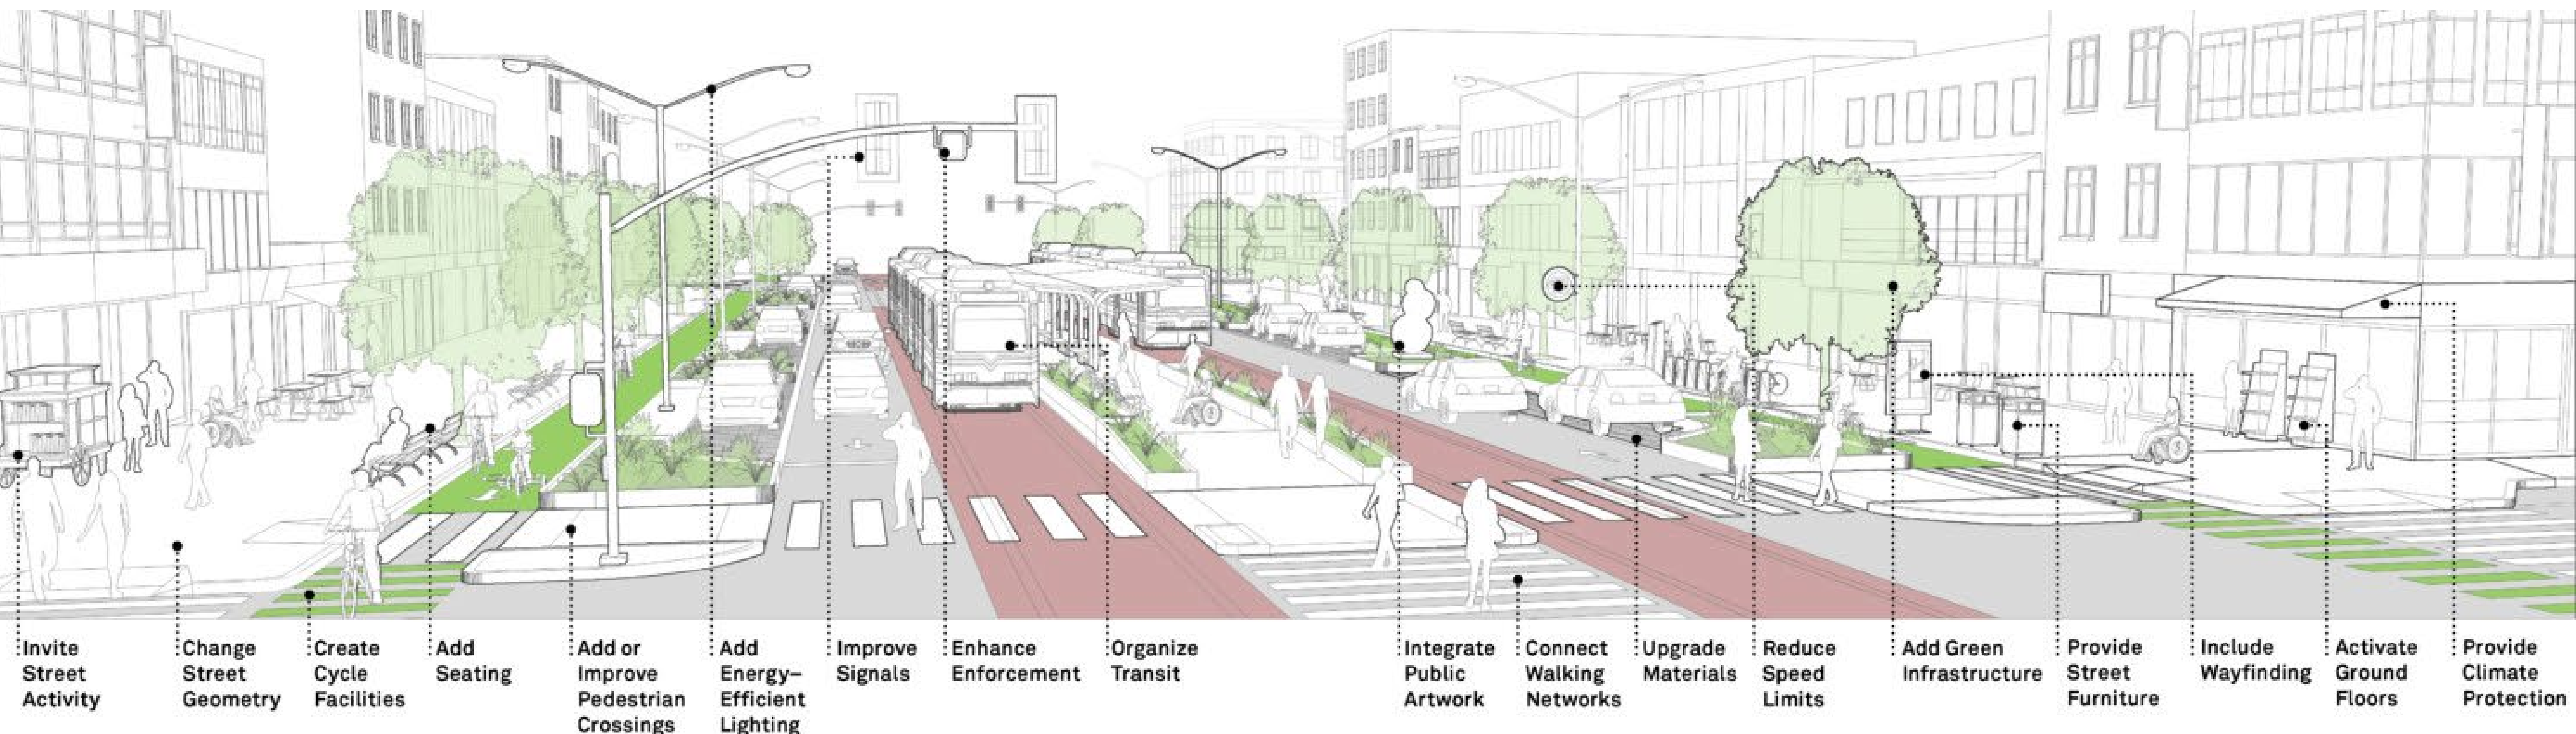 Invite
Street
Activity
Change
Street
Geometry
Create
Cycle
Facilities
Add
Seating
Add or
Improve
Pedestrian
Crossings
Add
Energy–
Efficient
Lighting
Improve
Signals
Enhance
Enforcement
Organize
Transit
Integrate
Public
Artwork
Connect
Walking
Networks
Upgrade
Materials
Reduce
Speed
Limits
Add Green
Infrastructure
Provide
Street
Furniture
Include
Wayfinding
Activate
Ground
Floors
Provide
Climate
Protection